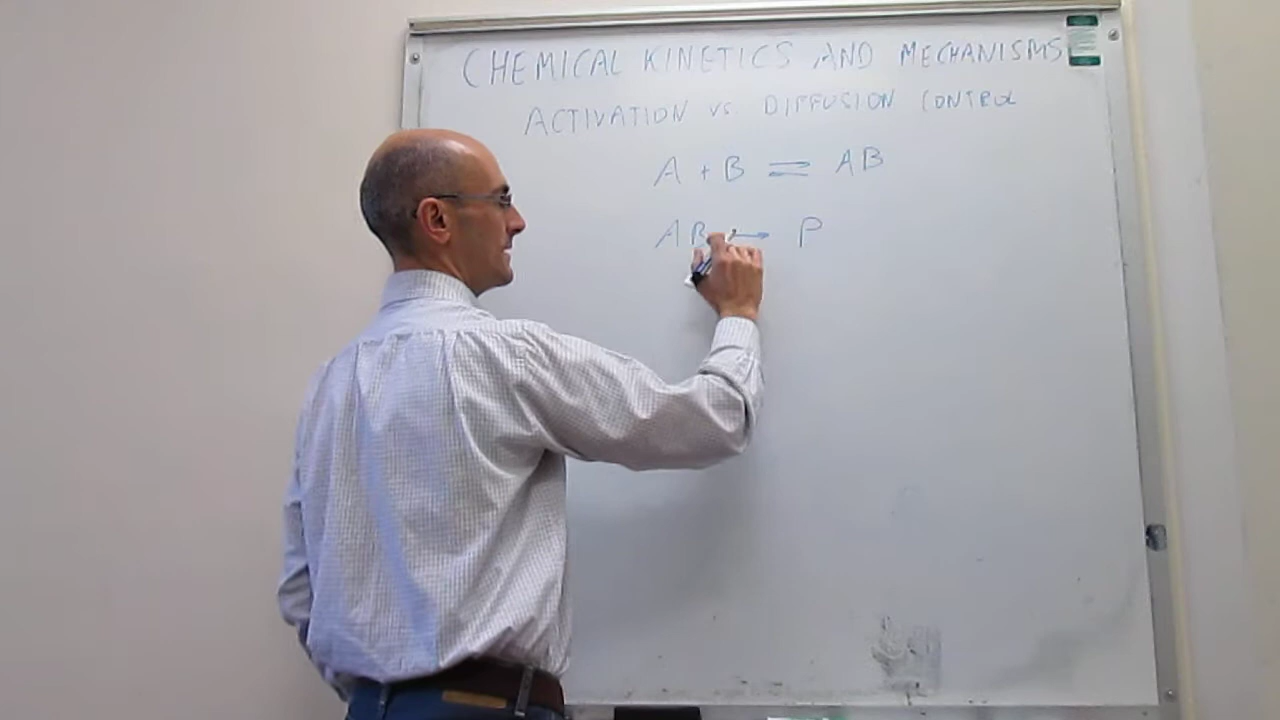 CHEMICAL KINETICS AND MECHANISMS
ACTIVATION VS. DIFFUSION CONTROL
A + B ⇌ AB
AB → P